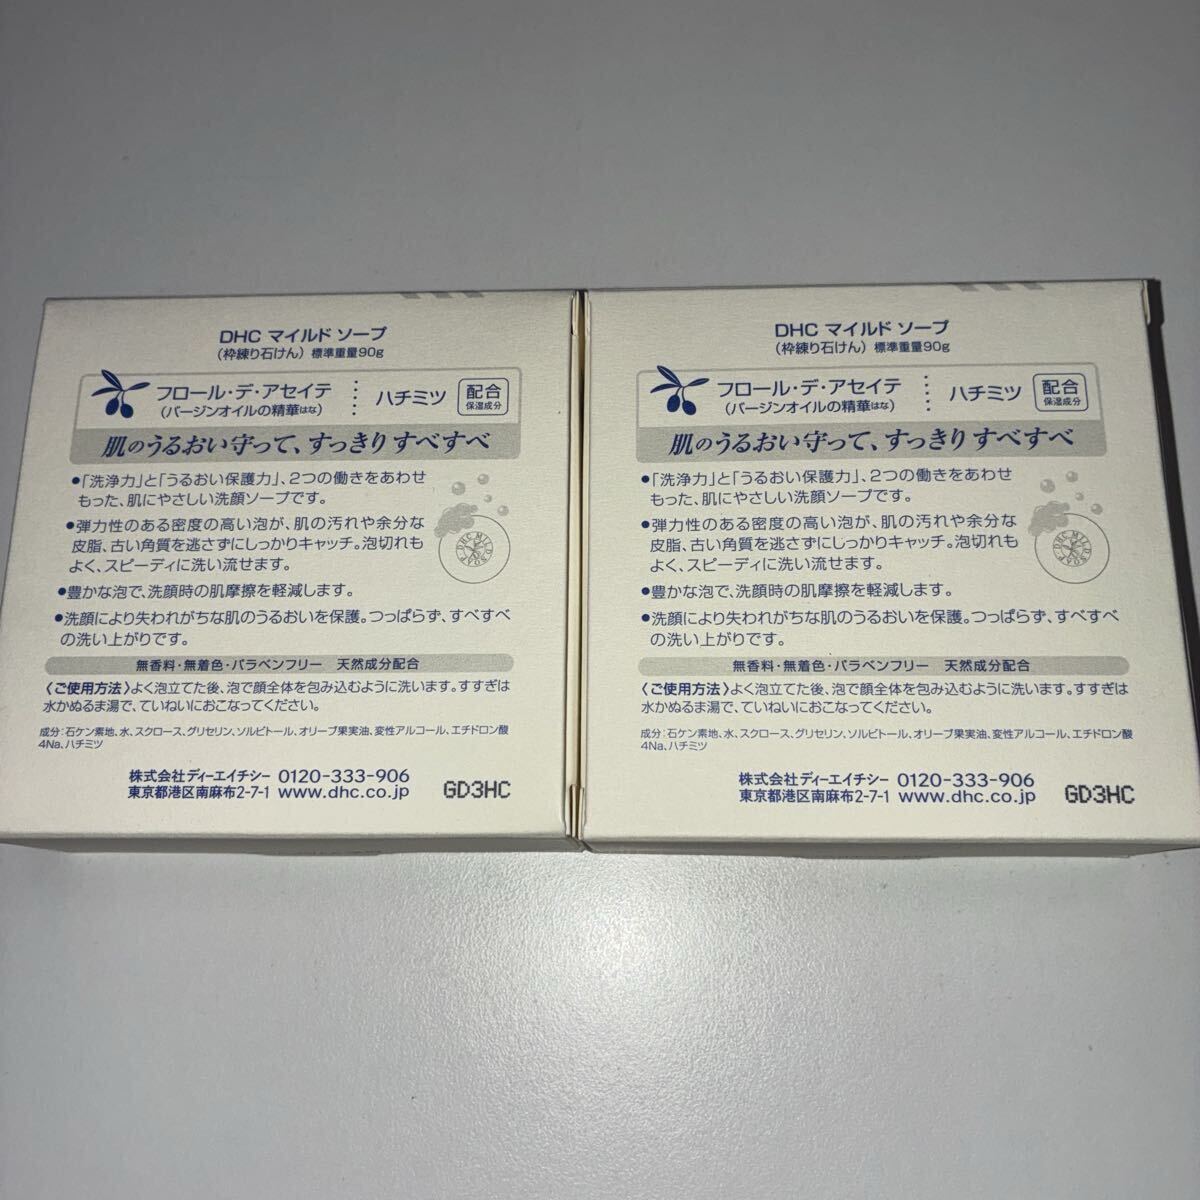 DHC マイルド ソープ
(枠練り石けん) 標準重量90g
フロール・デ・アセイテ
(バージンオイルの精華はな)
ハチミツ
配合
保湿成分
肌のうるおい守って、すっきり すべすべ
●「洗浄力」と「うるおい保護力」、2つの働きをあわせ
もった、肌にやさしい洗顔ソープです。
●弾力性のある密度の高い泡が、肌の汚れや余分な
皮脂、古い角質を逃さずにしっかりキャッチ。泡切れも
よく、スピーディに洗い流せます。
●豊かな泡で、洗顔時の肌摩擦を軽減します。
●洗顔により失われがちな肌のうるおいを保護。つっぱらず、すべすべ
の洗い上がりです。
DHC MILD SOAP
無香料・無着色・パラベンフリー 天然成分配合
〈ご使用方法〉よく泡立てた後、泡で顔全体を包み込むように洗います。すすぎは
水かぬるま湯で、ていねいにおこなってください。
成分:石ケン素地、水、スクロース、グリセリン、ソルビトール、オリーブ果実油、変性アルコール、エチドロン酸
4Na、ハチミツ
株式会社ディーエイチシー 0120-333-906
東京都港区南麻布2-7-1 www.dhc.co.jp
GD3HC
DHC マイルド ソープ
(枠練り石けん) 標準重量90g
フロール・デ・アセイテ
(バージンオイルの精華はな)
ハチミツ
配合
保湿成分
肌のうるおい守って、すっきり すべすべ
●「洗浄力」と「うるおい保護力」、2つの働きをあわせ
もった、肌にやさしい洗顔ソープです。
●弾力性のある密度の高い泡が、肌の汚れや余分な
皮脂、古い角質を逃さずにしっかりキャッチ。泡切れも
よく、スピーディに洗い流せます。
●豊かな泡で、洗顔時の肌摩擦を軽減します。
●洗顔により失われがちな肌のうるおいを保護。つっぱらず、すべすべ
の洗い上がりです。
DHC MILD SOAP
無香料・無着色・パラベンフリー 天然成分配合
〈ご使用方法〉よく泡立てた後、泡で顔全体を包み込むように洗います。すすぎは
水かぬるま湯で、ていねいにおこなってください。
成分:石ケン素地、水、スクロース、グリセリン、ソルビトール、オリーブ果実油、変性アルコール、エチドロン酸
4Na、ハチミツ
株式会社ディーエイチシー 0120-333-906
東京都港区南麻布2-7-1 www.dhc.co.jp
GD3HC